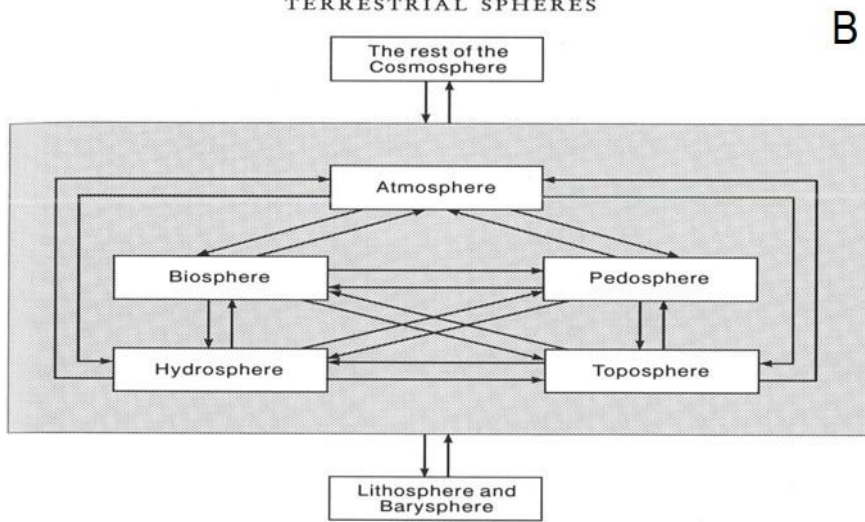 TERRESTRIAL SPHERES
B
The rest of the
Cosmosphere
Atmosphere
Biosphere
Pedosphere
Hydrosphere
Toposphere
Lithosphere and
Barysphere